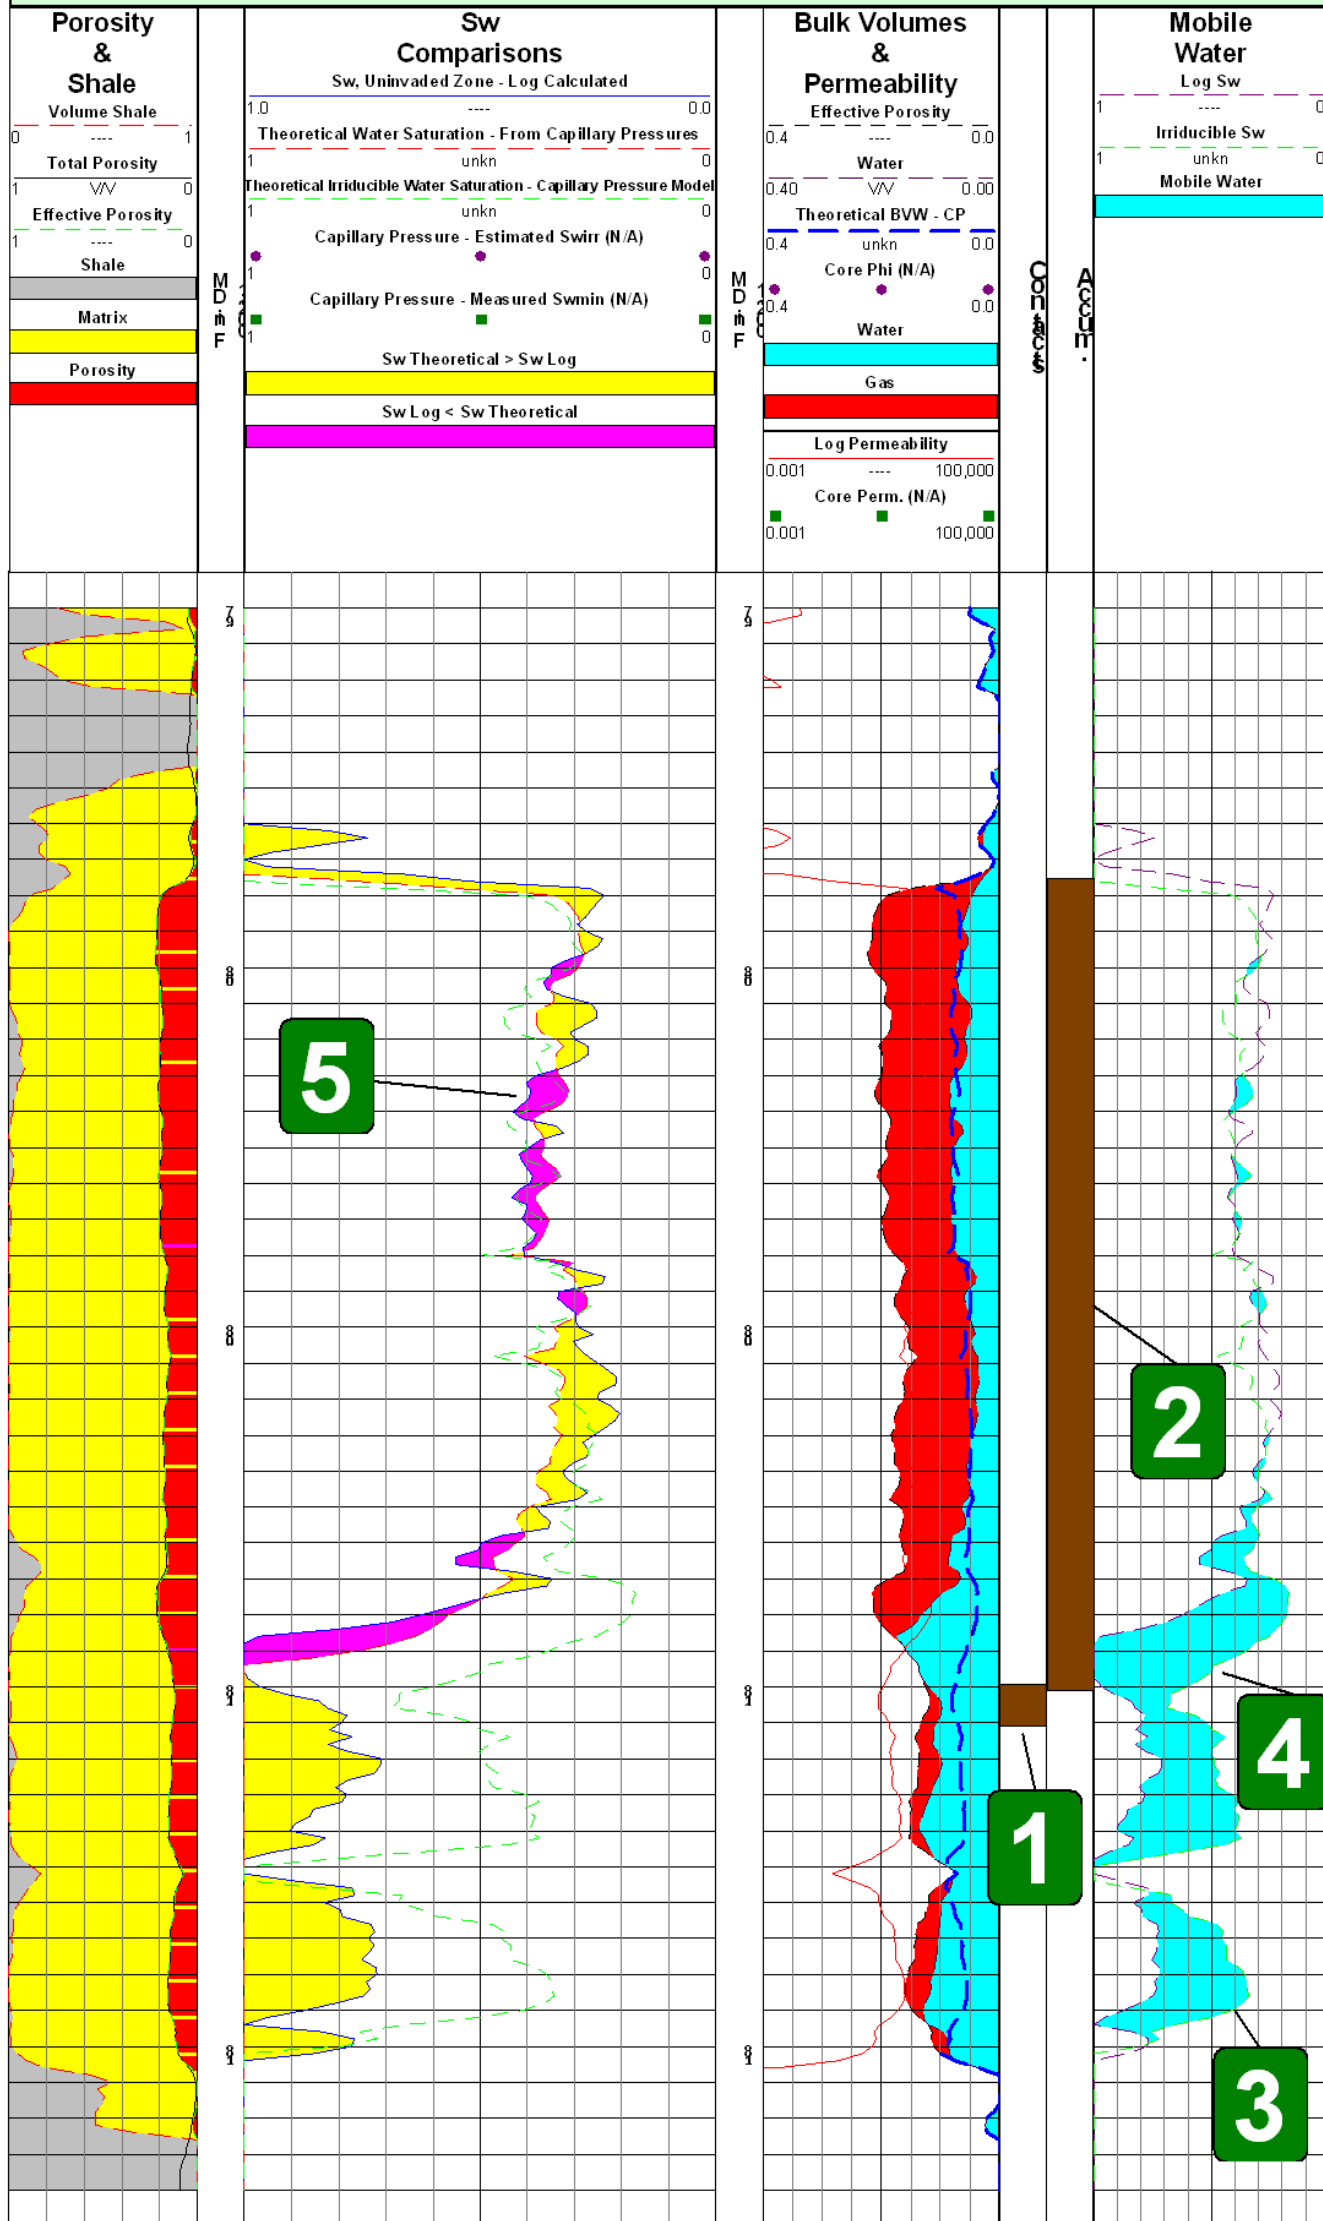 Porosity
&
Shale
Volume Shale
0 ---- 1
Total Porosity
1 V/V 0
Effective Porosity
1 ---- 0
Shale
Matrix
Porosity
Sw
Comparisons
Sw, Uninvaded Zone - Log Calculated
1.0 ---- 0.0
Theoretical Water Saturation - From Capillary Pressures
1 unkn 0
Theoretical Irriducible Water Saturation - Capillary Pressure Model
1 unkn 0
Capillary Pressure - Estimated Swirr (N/A)
1 0
Capillary Pressure - Measured Swmin (N/A)
1 0
Sw Theoretical > Sw Log
Sw Log < Sw Theoretical
Bulk Volumes
&
Permeability
Effective Porosity
0.4 ---- 0.0
Water
0.40 V/V 0.00
Theoretical BVW - CP
0.4 unkn 0.0
Core Phi (N/A)
0.4 0.0
Water
Gas
Log Permeability
0.001 ---- 100,000
Core Perm. (N/A)
0.001 100,000
Contacts
Accum.
Mobile
Water
Log Sw
1 ---- 0
Irriducible Sw
1 unkn 0
Mobile Water
5
2
4
1
3